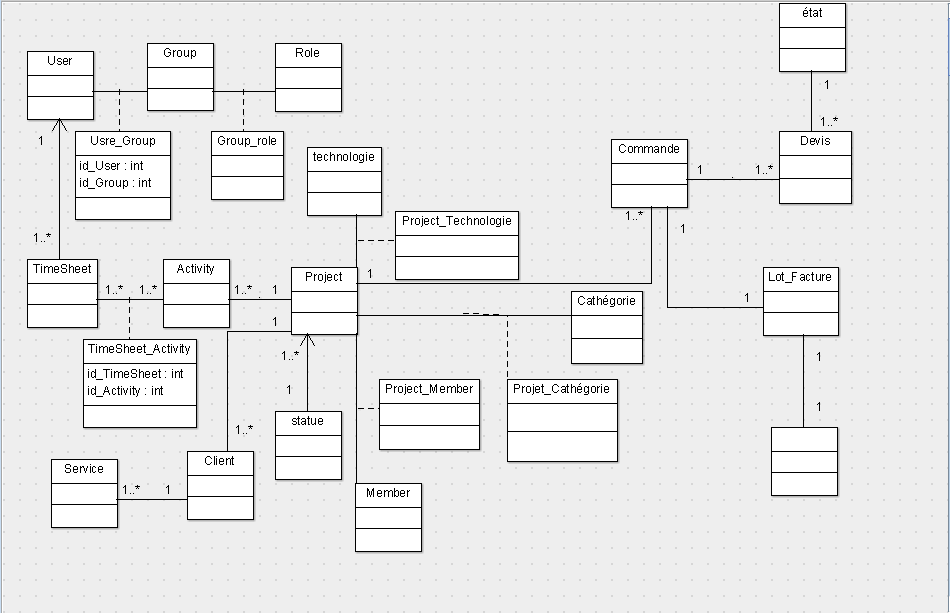 état
User
Group
Role
1
1..*
Devis
Usre_Group
id_User : int
id_Group : int
Group_role
technologie
Commande
1
1..*
1
1..*
1
Project_Technologie
1..*
TimeSheet
Activity
Project
1
Lot_Facture
1..*
1..*
1..*
1
1
Cathégorie
1
TimeSheet_Activity
id_TimeSheet : int
id_Activity : int
1..*
1
Project_Member
Projet_Cathégorie
1
1
statue
1..*
Service
Client
1..*
1
Member